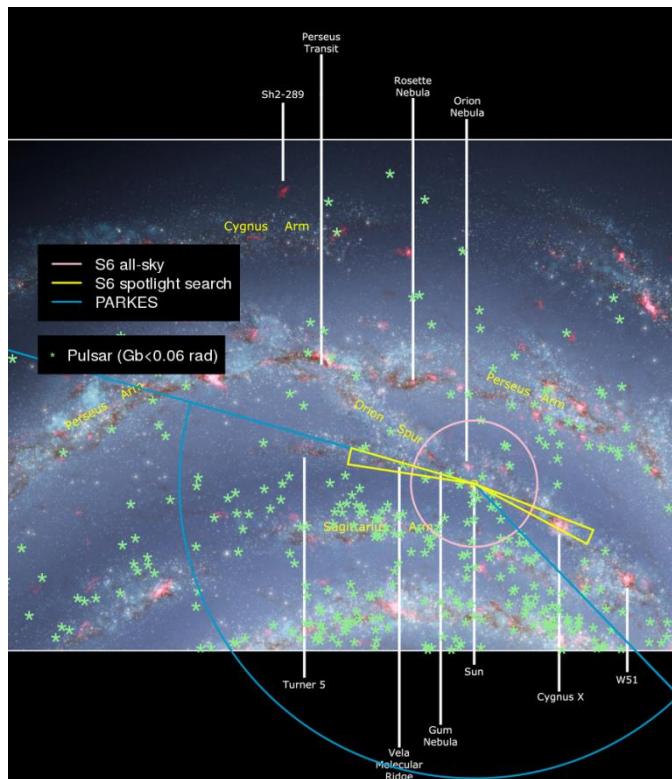 Perseus
Transit
Rosette
Nebula
Sh2-289
Orion
Nebula
Cygnus Arm
S6 all-sky
S6 spotlight search
PARKES
Pulsar (Gb<0.06 rad)
Perseus Arm
Perseus Arm
Orion Spur
Sagittarius Arm
Turner 5
Sun
W51
Cygnus X
Gum
Nebula
Vela
Molecular
Ridge